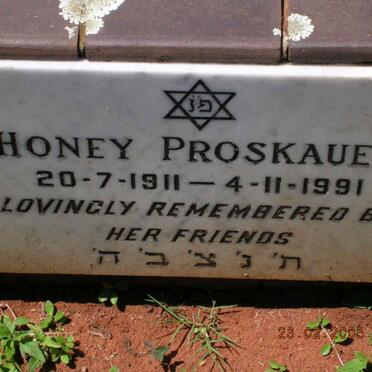 פ״נ
HONEY PROSKAUE
20-7-1911 — 4-11-1991
LOVINGLY REMEMBERED B
HER FRIENDS
ת׳ נ׳ צ׳ ב׳ ה׳
23.02.2005